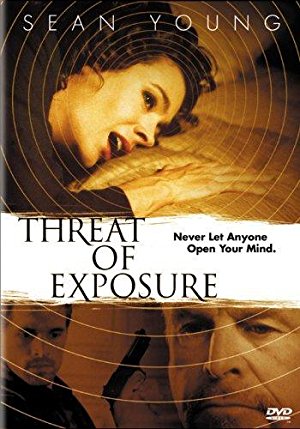 SEAN YOUNG
THREAT
OF
EXPOSURE
Never Let Anyone
Open Your Mind.
DVD